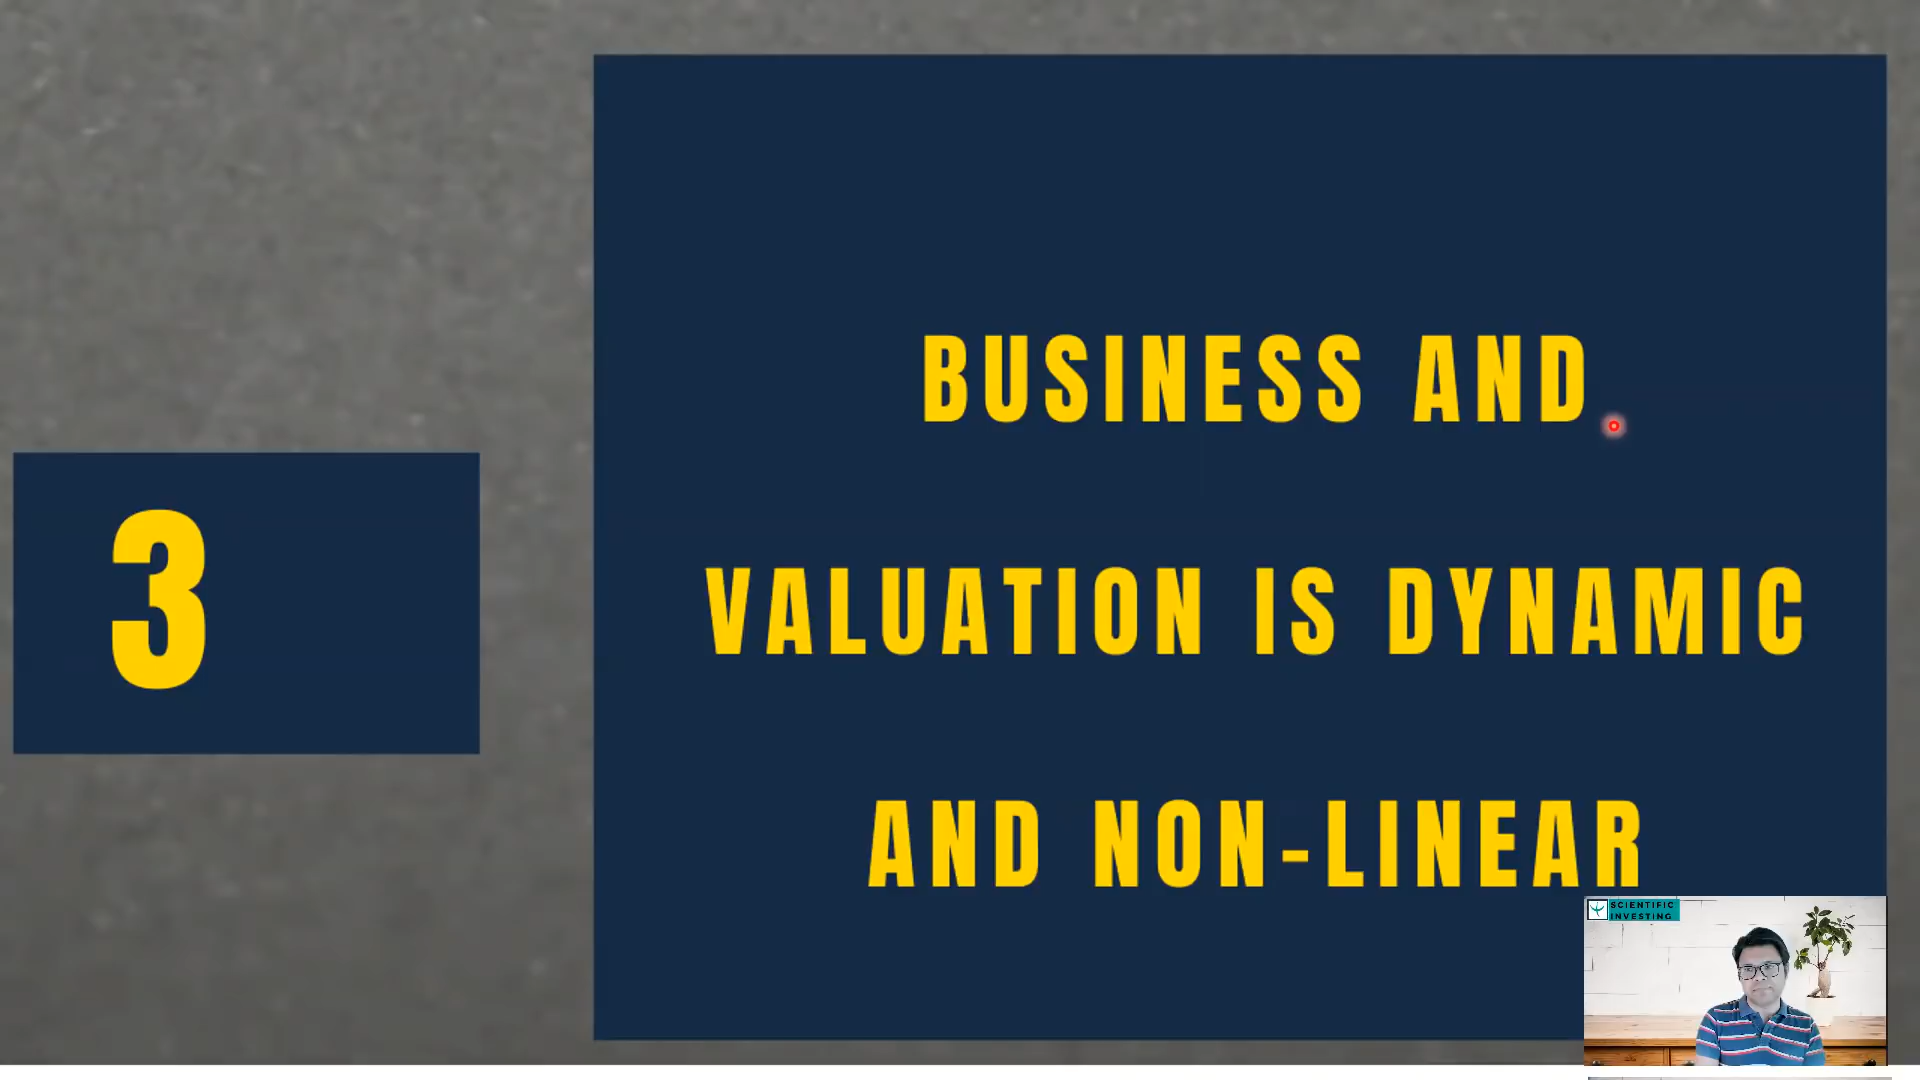 3
BUSINESS AND
VALUATION IS DYNAMIC
AND NON-LINEAR
SCIENTIFIC
INVESTING